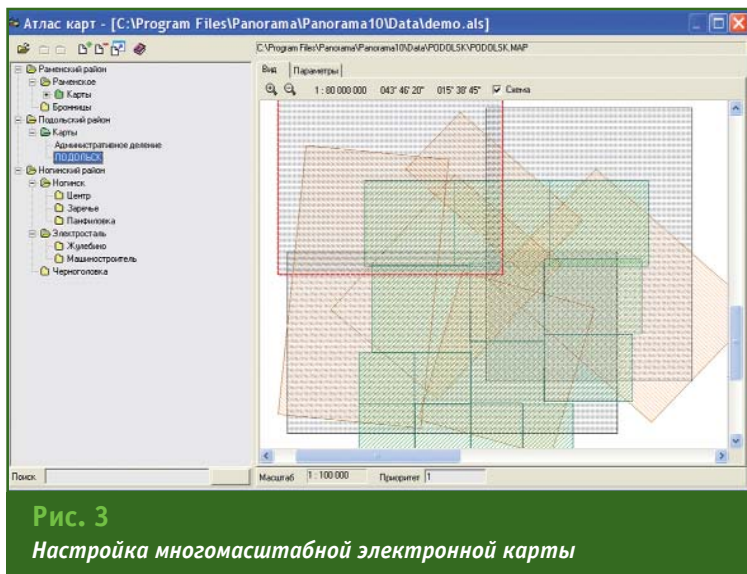 Атлас карт - [C:\Program Files\Panorama\Panorama10\Data\demo.als]
C:\Program Files\Panorama\Panorama10\Data\PODOLSK\PODOLSK.MAP
Вид Параметры
1 : 80 000 000 043° 46' 20" 015° 38' 45" Схема
Раменский район
Раменское
Карты
Бронницы
Подольский район
Карты
Административное деление
ПОДОЛЬСК
Ногинский район
Ногинск
Центр
Заречье
Панфиловка
Электросталь
Жулебино
Машиностроитель
Черноголовка
Поиск
Масштаб 1 : 100 000 Приоритет 1
Рис. 3
Настройка многомасштабной электронной карты